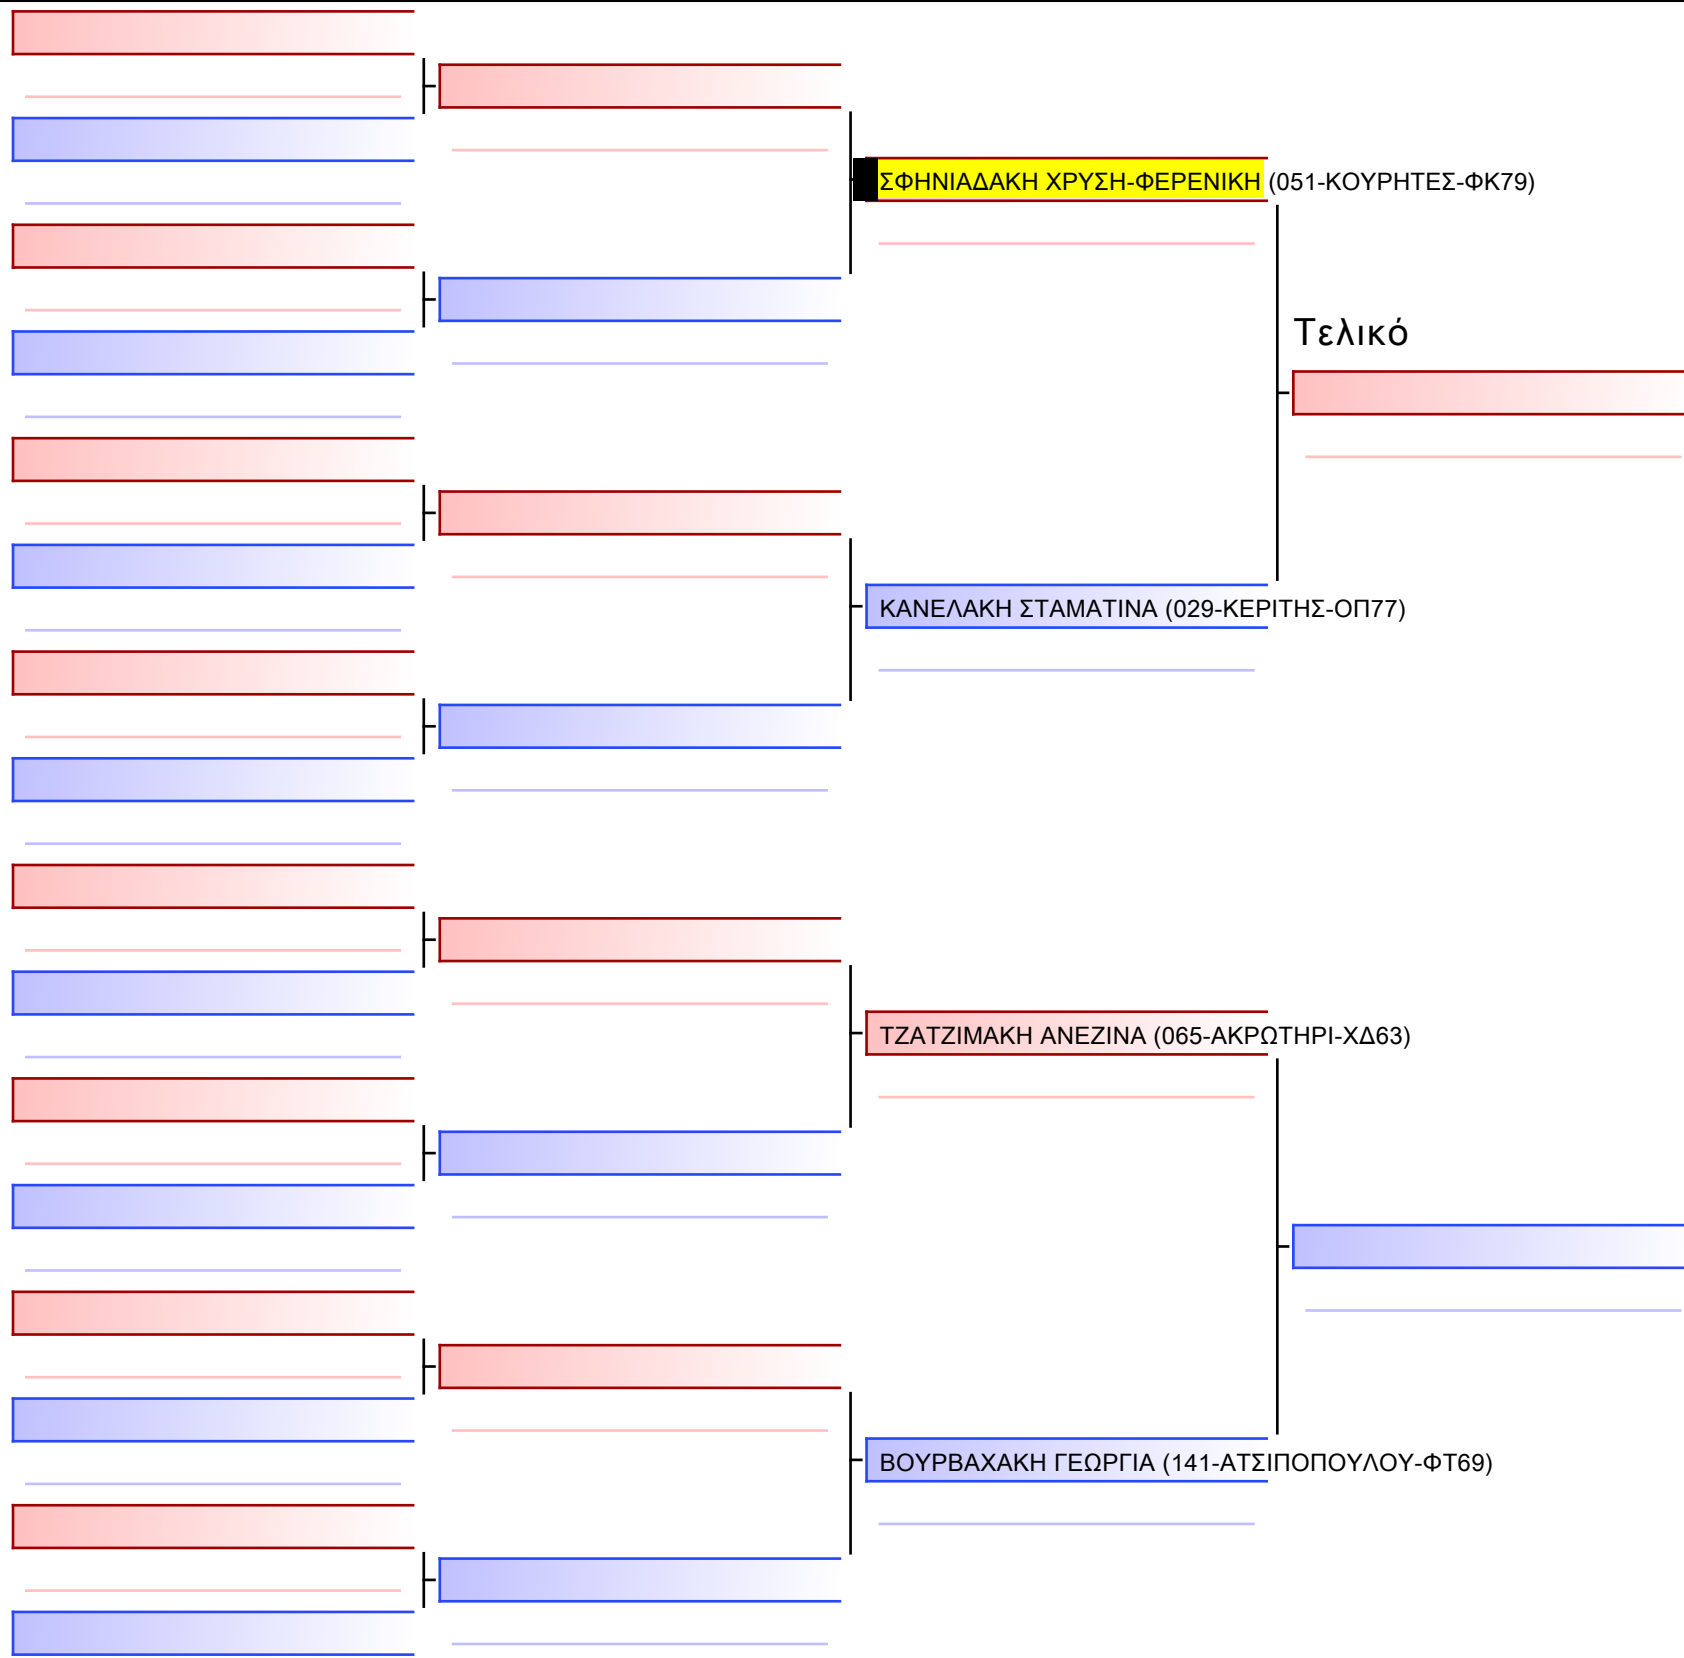 ΣΦΗΝΙΑΔΑΚΗ ΧΡΥΣΗ-ΦΕΡΕΝΙΚΗ (051-ΚΟΥΡΗΤΕΣ-ΦΚ79)
Τελικό
ΚΑΝΕΛΑΚΗ ΣΤΑΜΑΤΙΝΑ (029-ΚΕΡΙΤΗΣ-ΟΠ77)
ΤΖΑΤΖΙΜΑΚΗ ΑΝΕΖΙΝΑ (065-ΑΚΡΩΤΗΡΙ-ΧΔ63)
ΒΟΥΡΒΑΧΑΚΗ ΓΕΩΡΓΙΑ (141-ΑΤΣΙΠΟΠΟΥΛΟΥ-ΦΤ69)